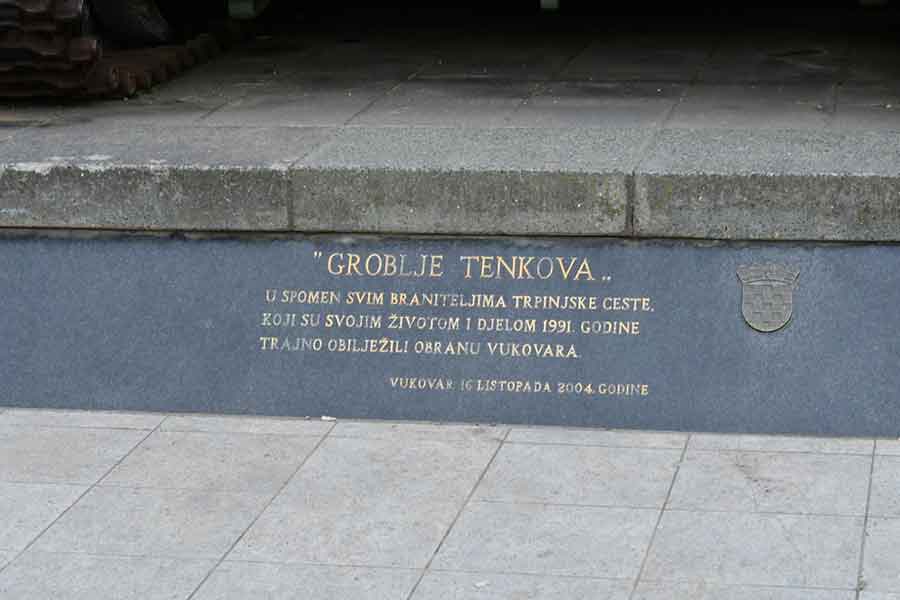 "GROBLJE TENKOVA„
U SPOMEN SVIM BRANITELJIMA TRPINJSKE CESTE,
KOJI SU SVOJIM ŽIVOTOM I DJELOM 1991. GODINE
TRAJNO OBILJEŽILI OBRANU VUKOVARA.
VUKOVAR, 16 LISTOPADA 2004. GODINE